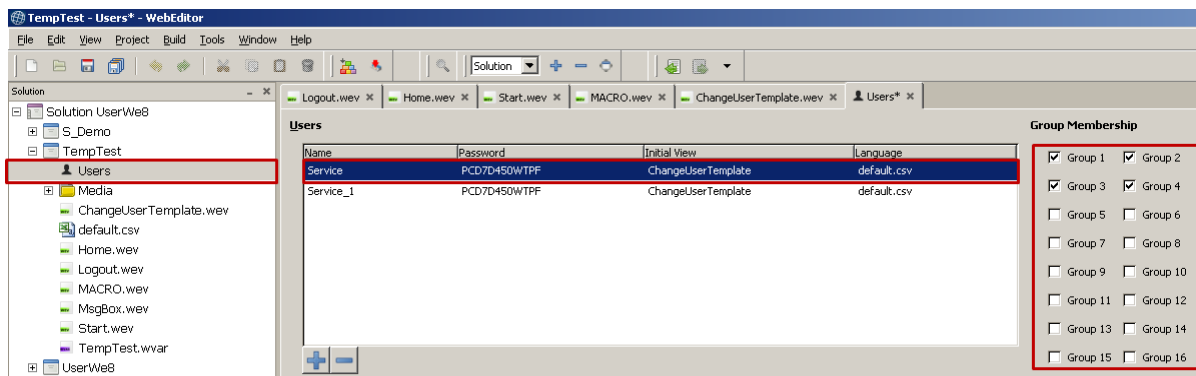 TempTest - Users* - WebEditor
File Edit View Project Build Tools Window Help
Solution
Solution
Logout.wev Home.wev Start.wev MACRO.wev ChangeUserTemplate.wev Users*
Solution UserWe8
S_Demo
TempTest
Users
Media
ChangeUserTemplate.wev
default.csv
Home.wev
Logout.wev
MACRO.wev
MsgBox.wev
Start.wev
TempTest.wvar
UserWe8
Users
Name Password Initial View Language
Service PCD7D450WTPF ChangeUserTemplate default.csv
Service_1 PCD7D450WTPF ChangeUserTemplate default.csv
Group Membership
Group 1 Group 2
Group 3 Group 4
Group 5 Group 6
Group 7 Group 8
Group 9 Group 10
Group 11 Group 12
Group 13 Group 14
Group 15 Group 16